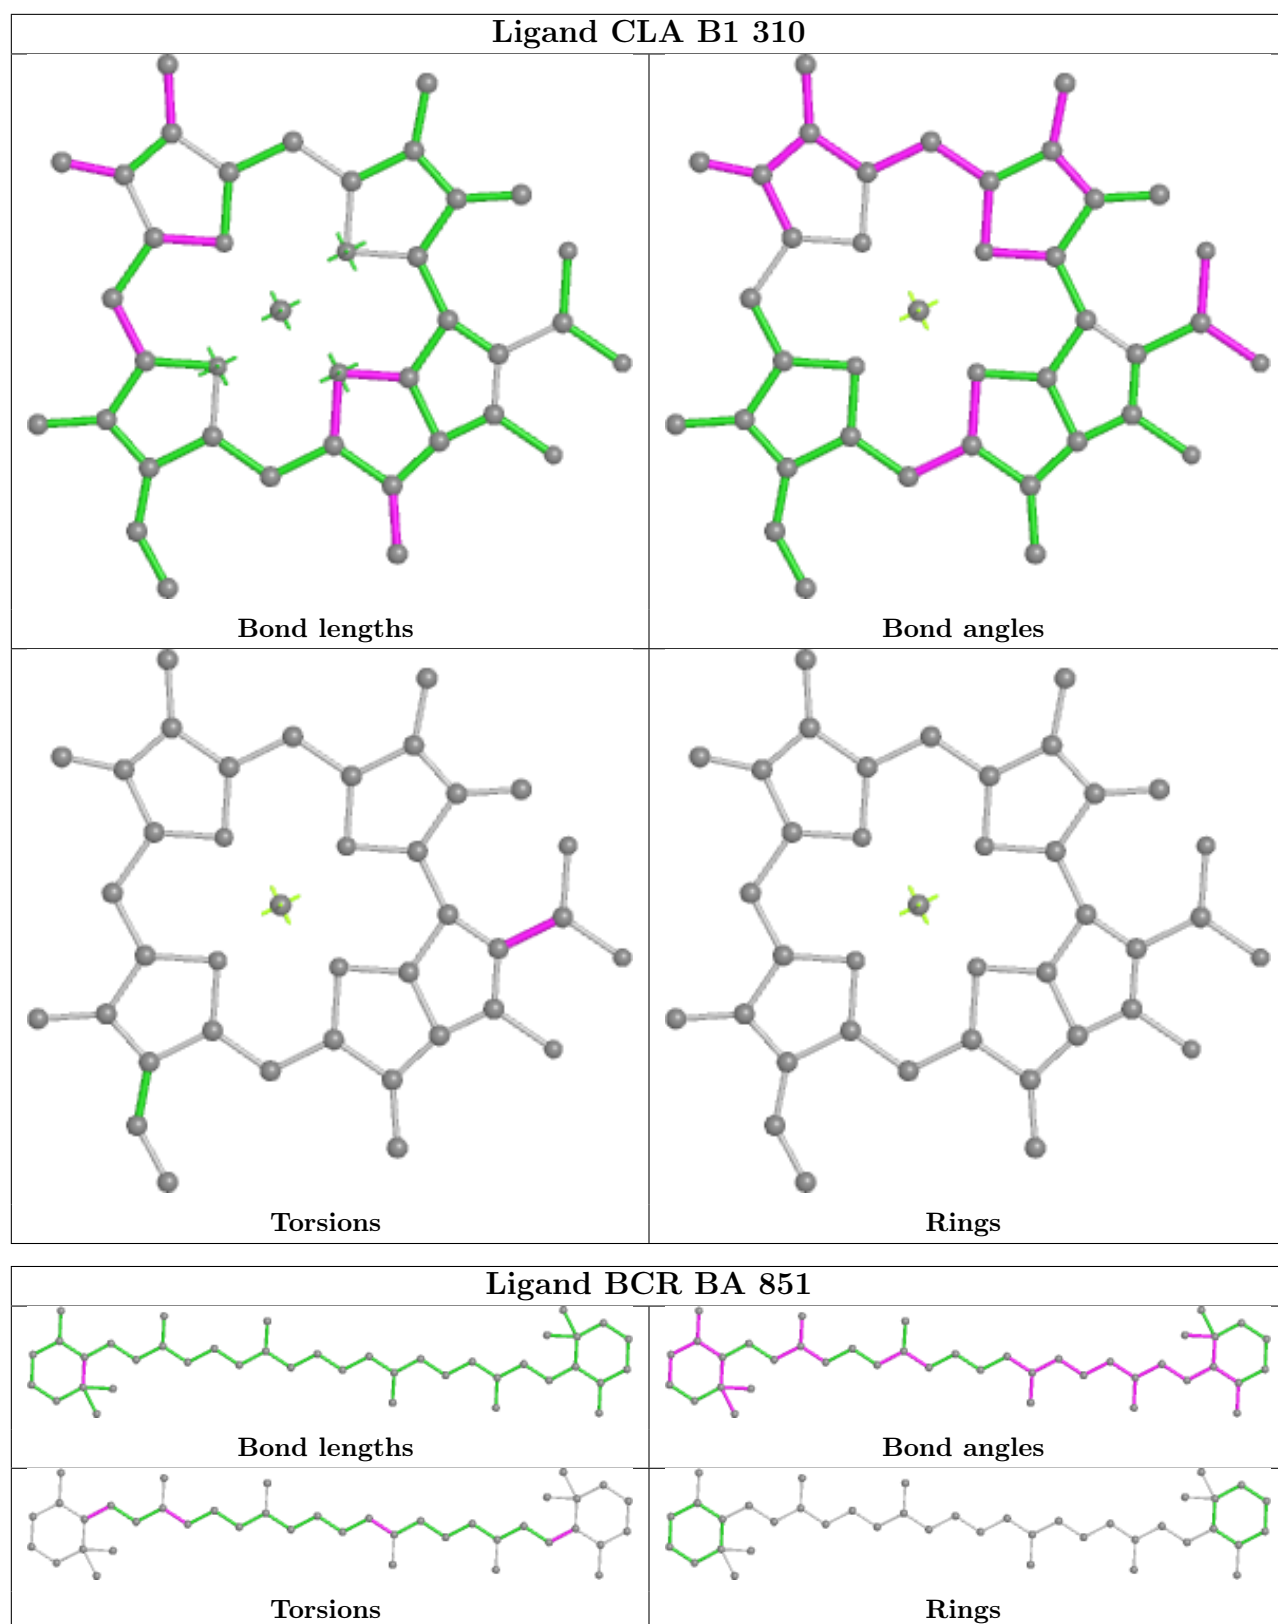 Ligand CLA B1 310
Bond lengths
Bond angles
Torsions
Rings
Ligand BCR BA 851
Bond lengths
Bond angles
Torsions
Rings